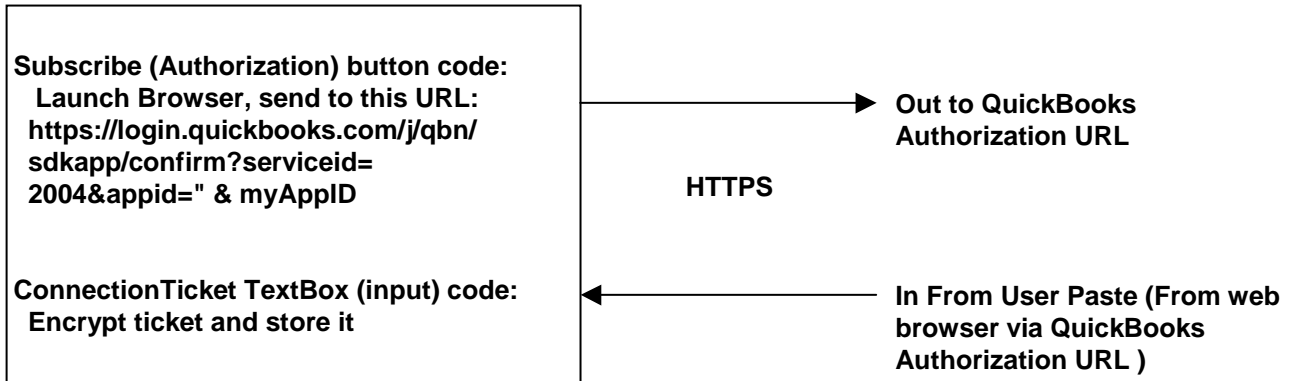 Subscribe (Authorization) button code:
Launch Browser, send to this URL:
https://login.quickbooks.com/j/qbn/
sdkapp/confirm?serviceid=
2004&appid=" & myAppID
Out to QuickBooks
Authorization URL
HTTPS
ConnectionTicket TextBox (input) code:
Encrypt ticket and store it
In From User Paste (From web
browser via QuickBooks
Authorization URL )